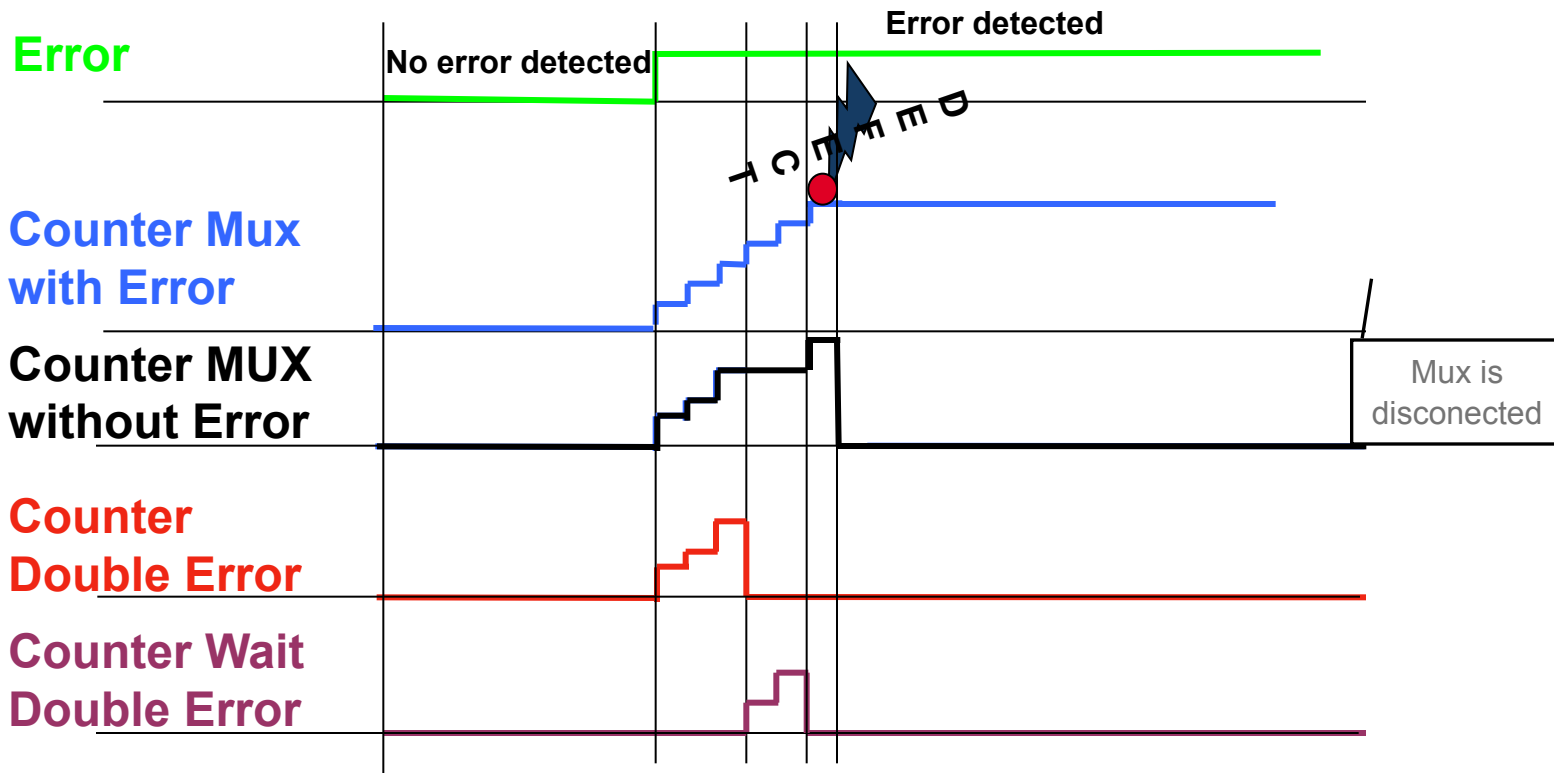 Error detected
Error
No error detected
DEFECT
Counter Mux
with Error
Counter MUX
without Error
Mux is
disconected
Counter
Double Error
Counter Wait
Double Error